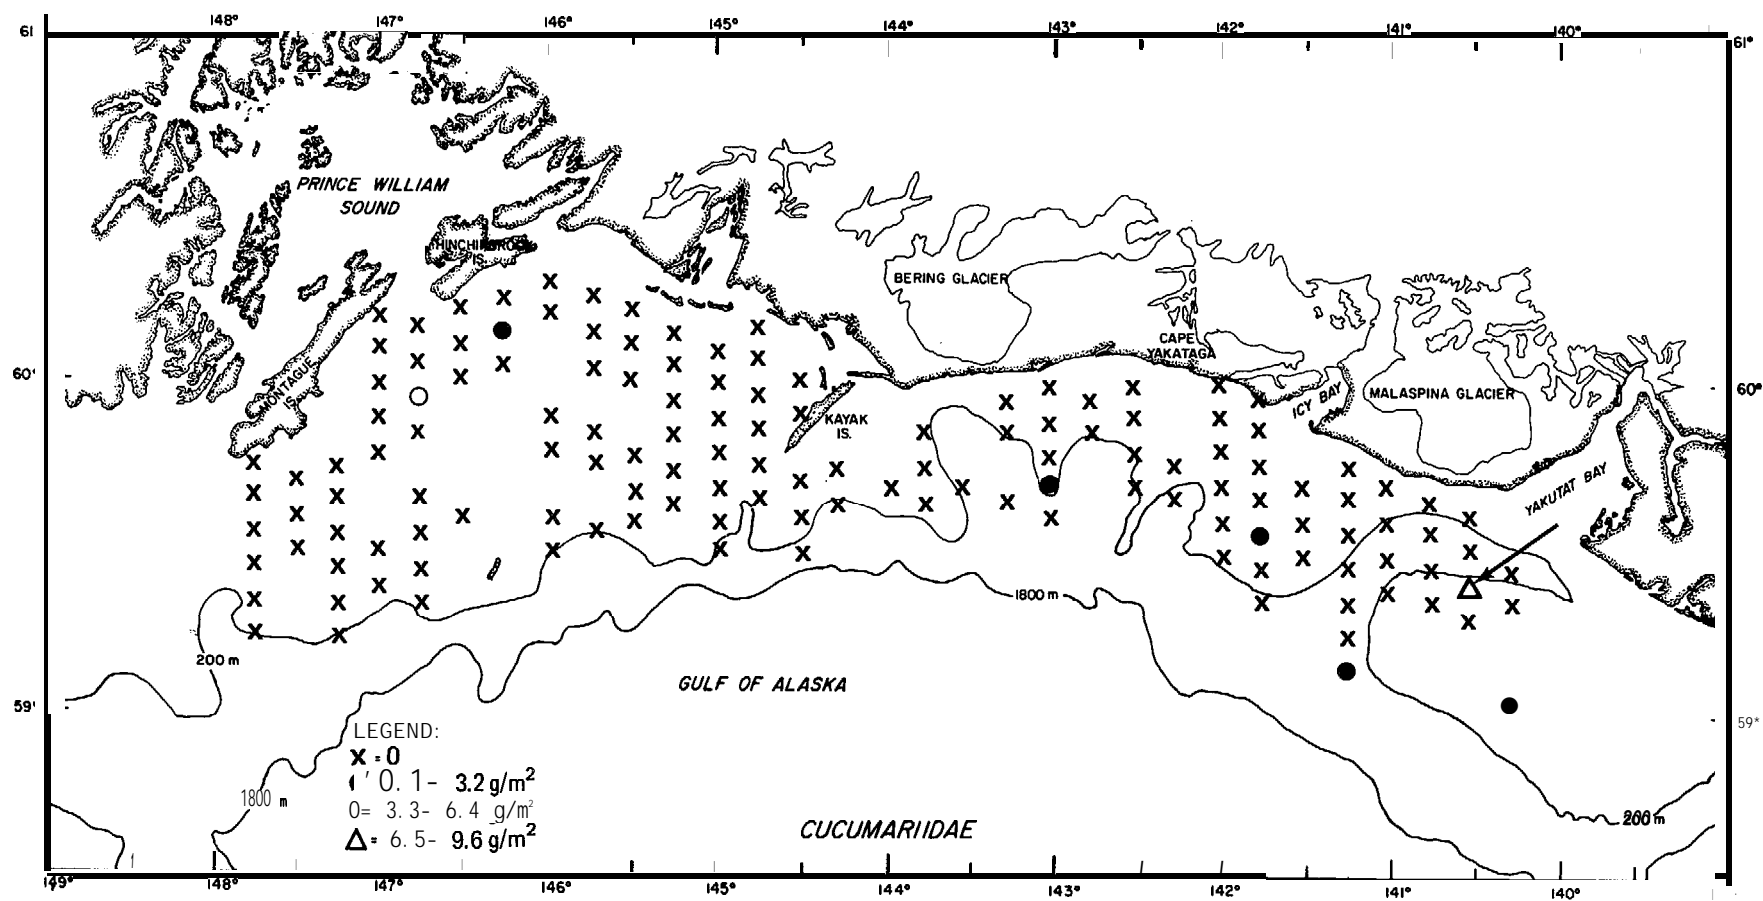 148° 147° 146° 145° 144° 143° 142° 141° 140°
61 61°
PRINCE WILLIAM
SOUND
IS.
BERING GLACIER
CAPE
YAKATAGA
60' 60°
MONTAGUE
IS.
ICY BAY
MALASPINA GLACIER
KAYAK
IS.
YAKUTAT BAY
1800 m
200 m
GULF OF ALASKA
59' 59*
LEGEND:
X = 0
0.1- 3.2 g/m²
0= 3.3- 6.4 g/m²
△= 6.5- 9.6 g/m²
1800 m
CUCUMARIIDAE
149° 148° 147° 146° 145° 144° 143° 142° 141° 140°